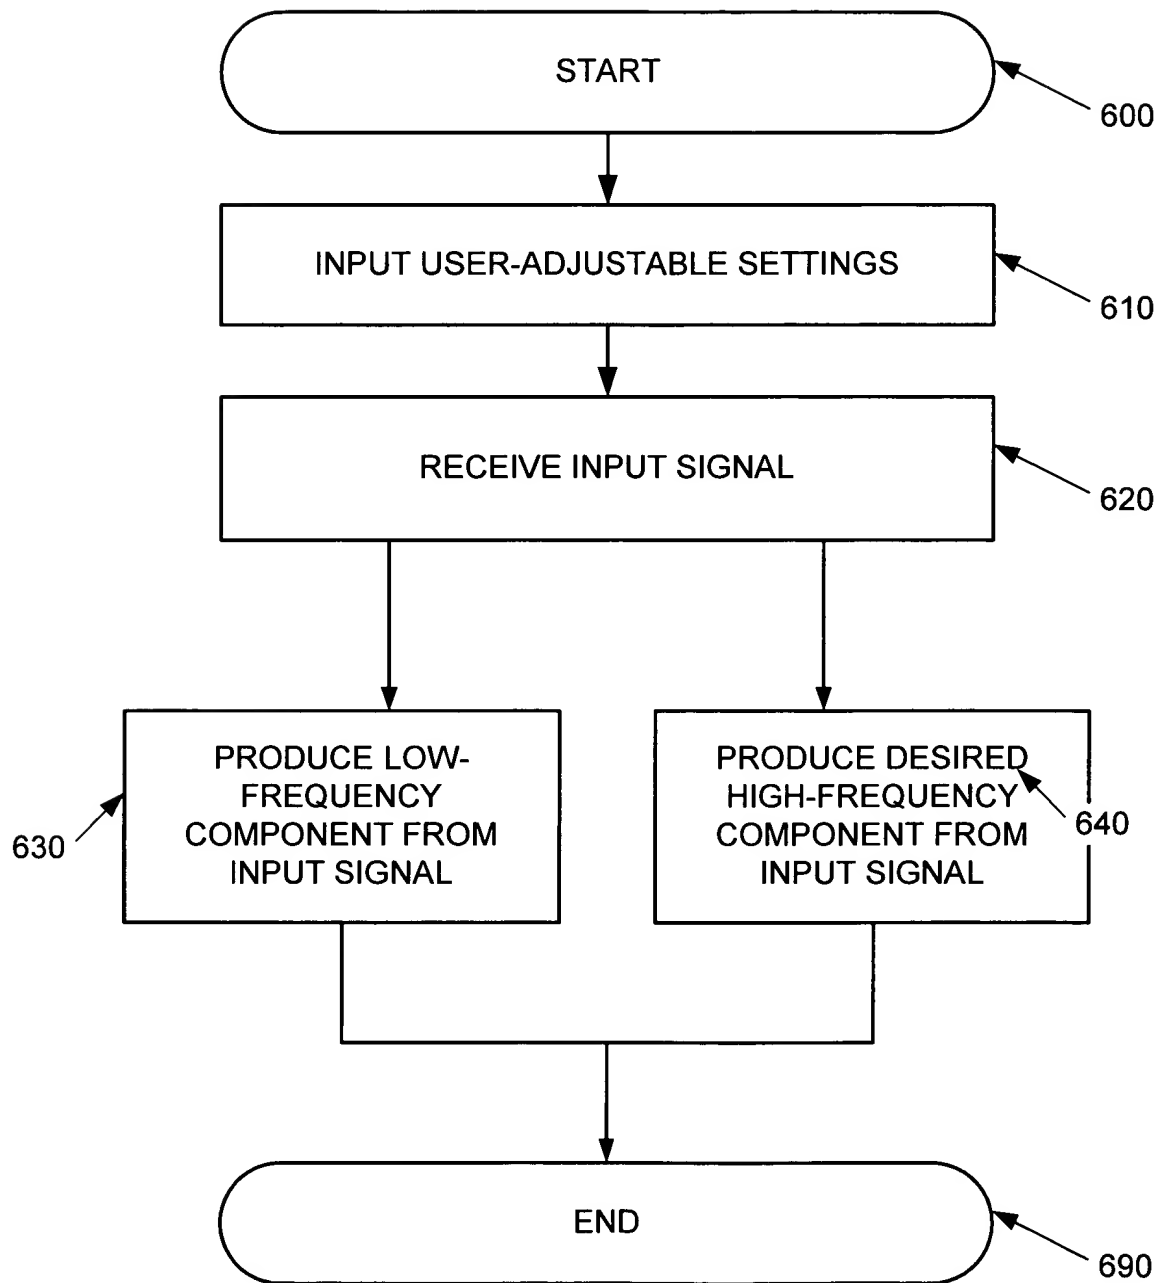 START
600
INPUT USER-ADJUSTABLE SETTINGS
610
RECEIVE INPUT SIGNAL
620
PRODUCE LOW-
FREQUENCY
COMPONENT FROM
INPUT SIGNAL
630
PRODUCE DESIRED
HIGH-FREQUENCY
COMPONENT FROM
INPUT SIGNAL
640
END
690